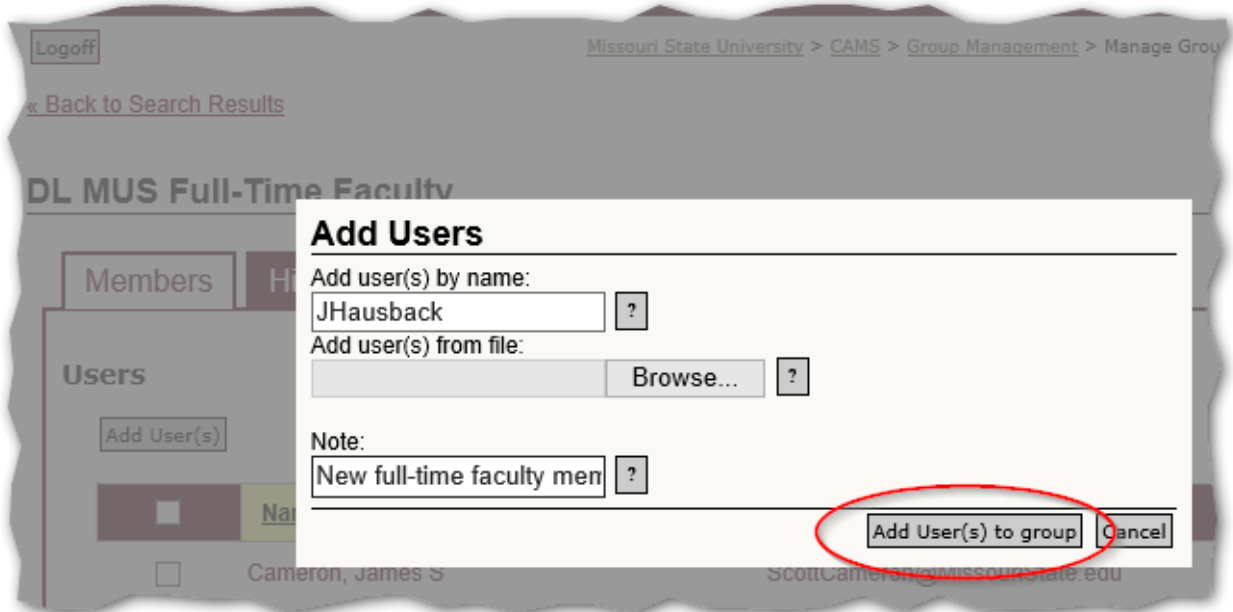 Logoff
Missouri State University > CAMS > Group Management > Manage Grou
« Back to Search Results
DL MUS Full-Time Faculty
Add Users
Members
Hi
Add user(s) by name:
JHausback
?
Add user(s) from file:
Browse...
?
Users
Add User(s)
Note:
New full-time faculty mem
?
Nar
Add User(s) to group
Cancel
Cameron, James S
ScottCameron@MissouriState.edu